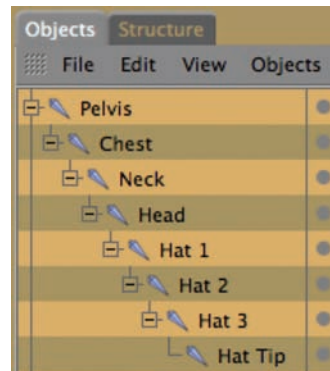 Objects Structure
File Edit View Objects
Pelvis
Chest
Neck
Head
Hat 1
Hat 2
Hat 3
Hat Tip